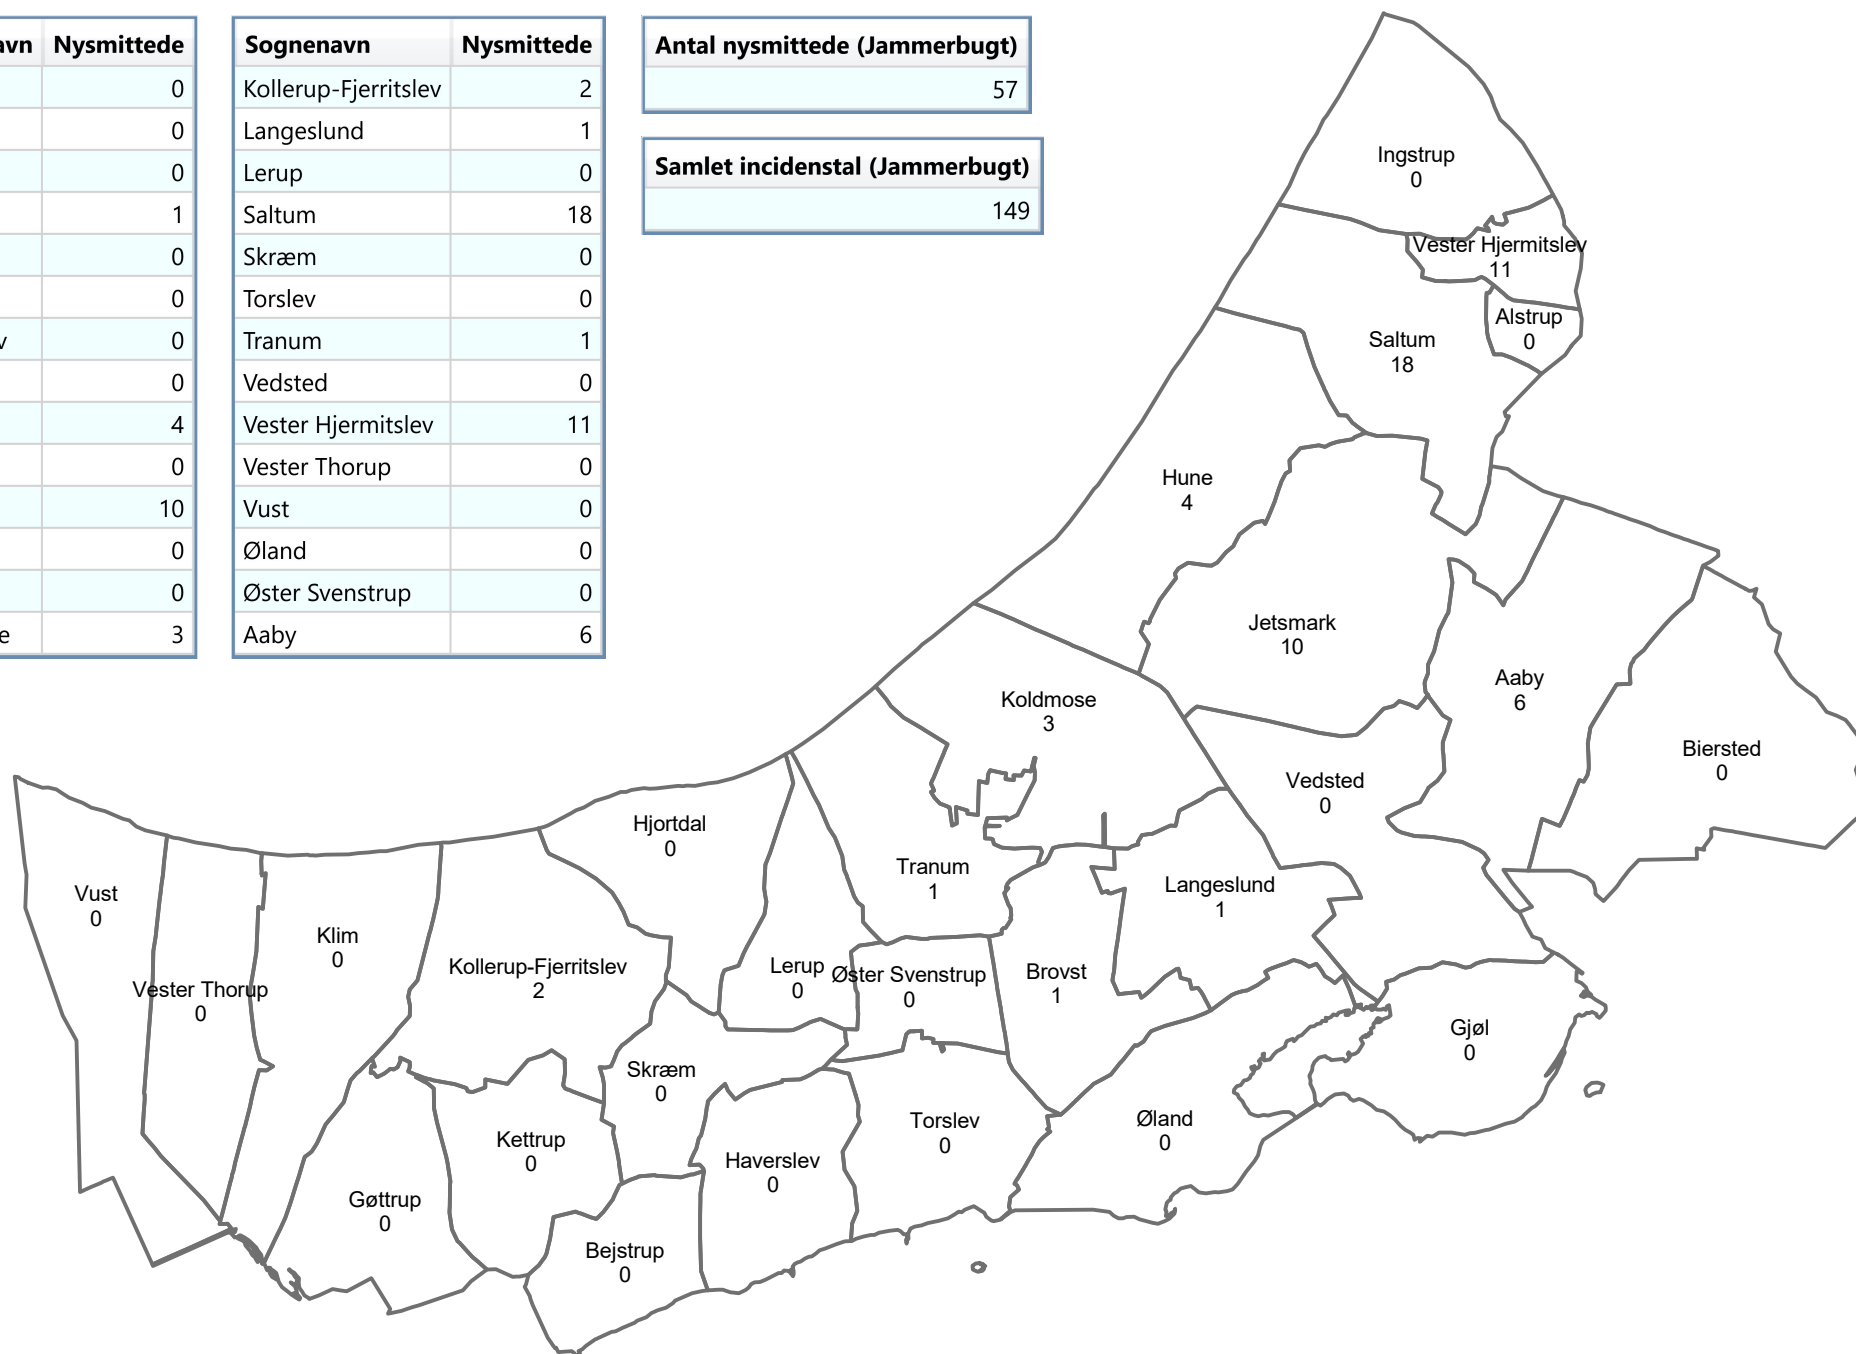 avn Nysmittede
0
0
0
1
0
0
v 0
0
4
0
10
0
0
e 3
Sognenavn Nysmittede
Kollerup-Fjerritslev 2
Langeslund 1
Lerup 0
Saltum 18
Skræm 0
Torslev 0
Tranum 1
Vedsted 0
Vester Hjermitslev 11
Vester Thorup 0
Vust 0
Øland 0
Øster Svenstrup 0
Aaby 6
Antal nysmittede (Jammerbugt)
57
Samlet incidenstal (Jammerbugt)
149
Ingstrup
0
Vester Hjermitslev
11
Alstrup
0
Saltum
18
Hune
4
Jetsmark
10
Aaby
6
Koldmose
3
Biersted
0
Vedsted
0
Hjortdal
0
Tranum
1
Langeslund
1
Vust
0
Klim
0
Kollerup-Fjerritslev
2
Lerup
0
Øster Svenstrup
0
Brovst
1
Vester Thorup
0
Gjøl
0
Skræm
0
Torslev
0
Øland
0
Kettrup
0
Haverslev
0
Gøttrup
0
Bejstrup
0